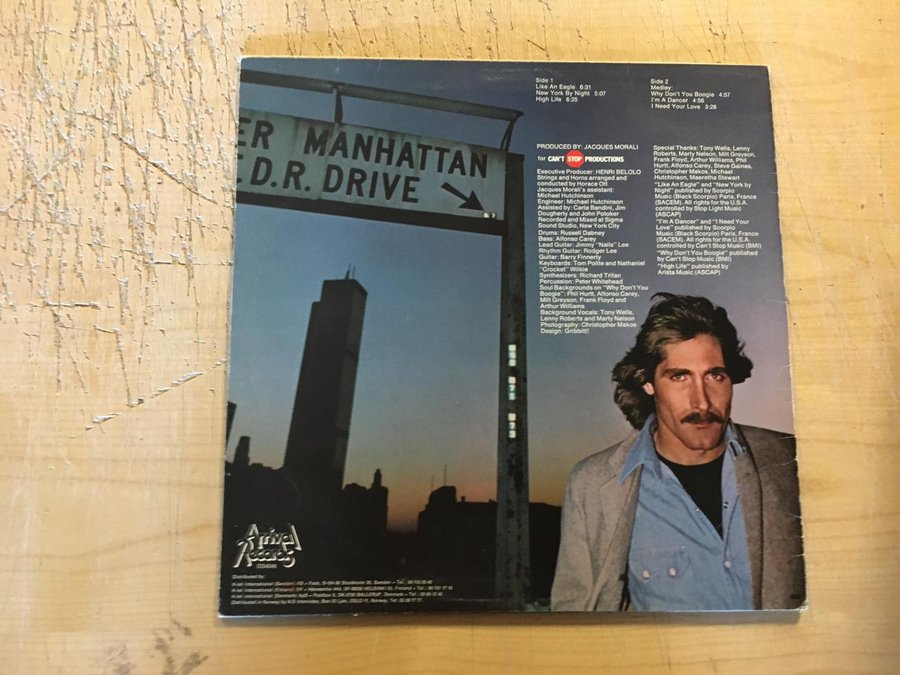 ER MANHATTAN
F.D.R. DRIVE
Side 1
Like An Eagle 6:31
New York By Night 5:07
High Life 6:25
Side 2
Medley:
Why Don't You Boogie 4:57
I'm A Dancer 4:56
I Need Your Love 3:28
PRODUCED BY: JACQUES MORALI
for CAN'T STOP PRODUCTIONS
Executive Producer: HENRI BELOLO
Strings and Horns arranged and
conducted by Horace Ott
Jacques Morali's assistant:
Michael Hutchinson
Engineer: Michael Hutchinson
Assisted by: Carla Bandini, Jim
Dougherty and John Potoker
Recorded and Mixed at Sigma
Sound Studio, New York City
Drums: Russell Dabney
Bass: Alfonso Carey
Lead Guitar: Jimmy "Nails" Lee
Rhythm Guitar: Rodger Lee
Guitar: Barry Finnerty
Keyboards: Tom Polite and Nathaniel
"Crocket" Wilkie
Synthesizers: Richard Trifan
Percussion: Peter Whitehead
Soul Backgrounds on "Why Don't You
Boogie": Phil Hurtt, Alfonso Carey,
Milt Greyson, Frank Floyd and
Arthur Williams
Background Vocals: Tony Wells,
Lenny Roberts and Marty Nelson
Photography: Christopher Makos
Design: Gribbitt!
Special Thanks: Tony Wells, Lenny
Roberts, Marty Nelson, Milt Greyson,
Frank Floyd, Arthur Williams, Phil
Hurtt, Alfonso Carey, Steve Gaines,
Christopher Makos, Michael
Hutchinson, Maeretha Stewart
"Like an Eagle" and "New York by
Night" published by Scorpio
Music (Black Scorpio) Paris, France
(SACEM). All rights for the U.S.A.
controlled by Stop Light Music
(ASCAP)
"I'm a Dancer" and "I Need Your
Love" published by Scorpio
Music (Black Scorpio) Paris, France
(SACEM). All rights for the U.S.A.
controlled by Can't Stop Music (BMI)
"Why Don't You Boogie" published
by Can't Stop Music (BMI)
"High Life" published by
Arista Music (ASCAP)
Arrival
Records
Distributed by: